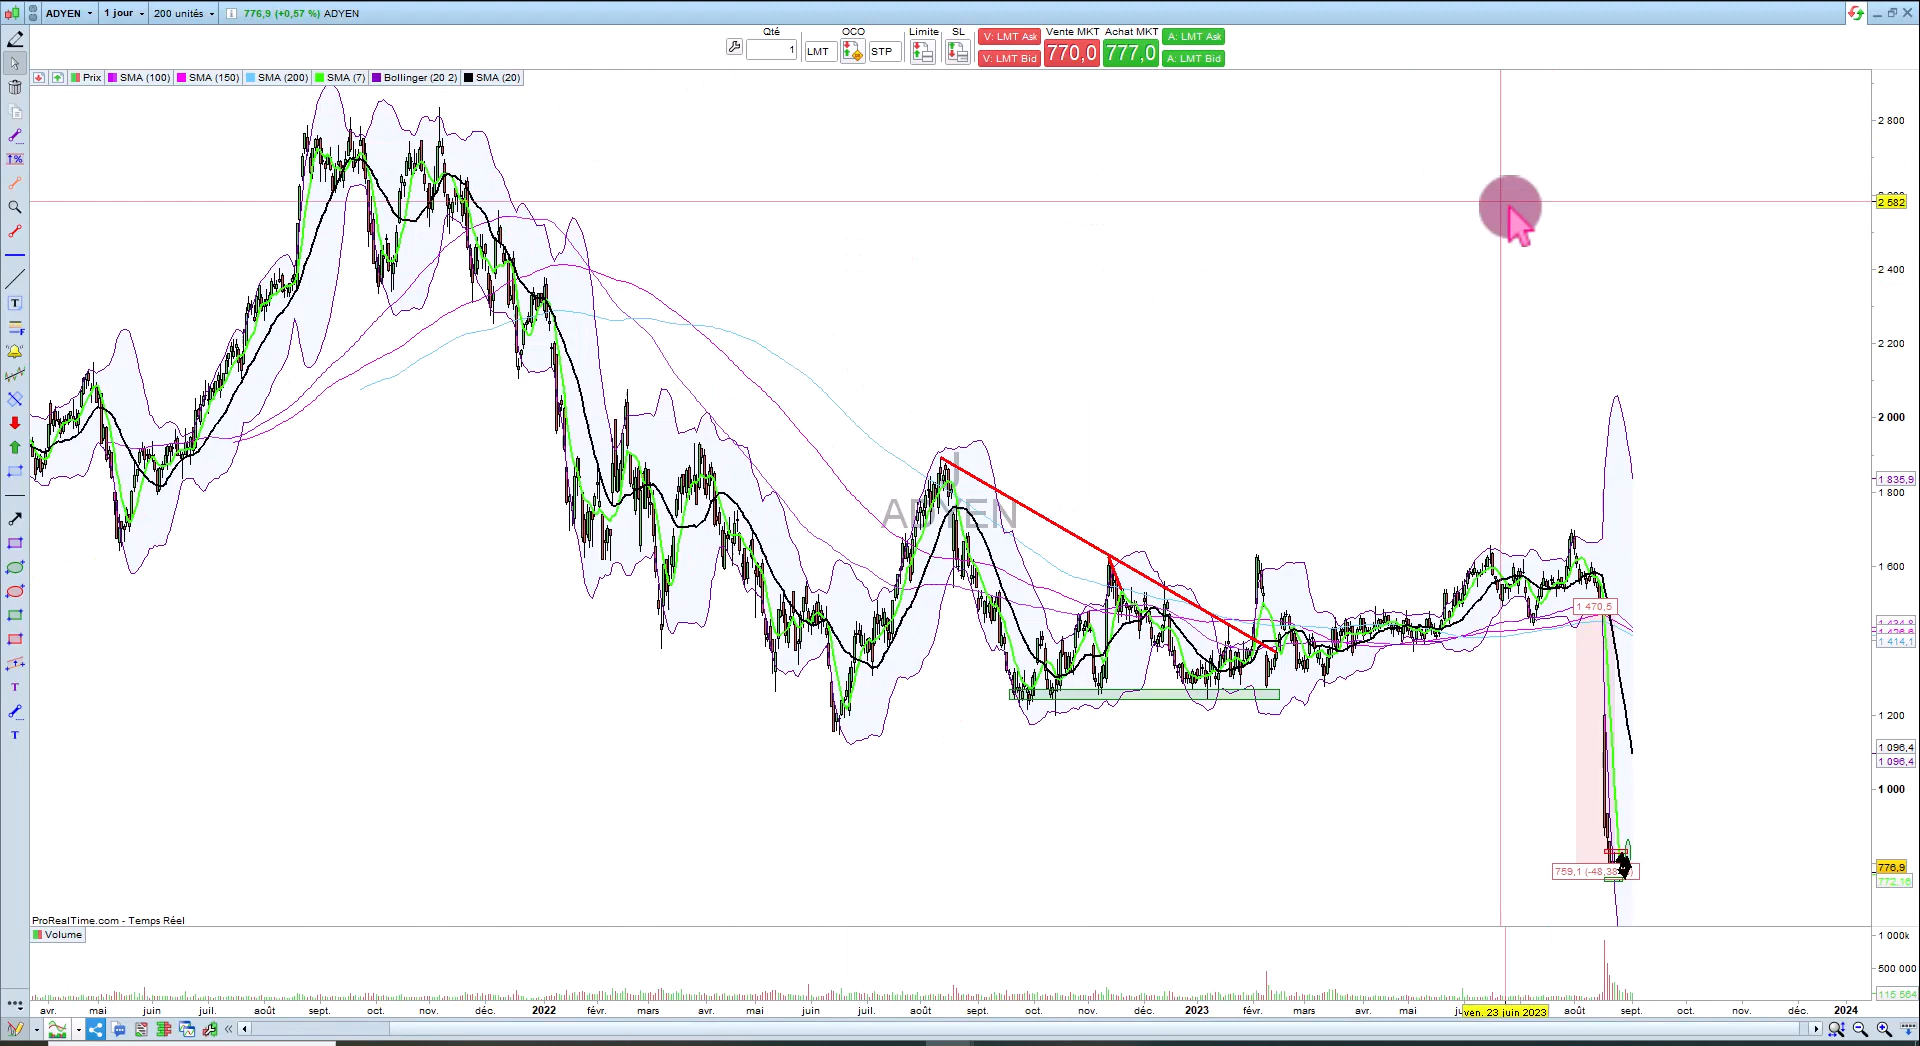 ADYEN 1 jour 200 unités 776,9 (+0,57 %) ADYEN
Qté OCO Limite SL Vente MKT Achat MKT
1 LMT STP V: LMT Ask 770,0 777,0 A: LMT Ask
V: LMT Bid A: LMT Bid
Prix SMA (100) SMA (150) SMA (200) SMA (7) Bollinger (20 2) SMA (20)
2 800
2 582
2 400
2 200
2 000
1 835,9
1 800
1 600
1 414,1
1 200
1 096,4
1 096,4
1 000
776,9
772,16
J
ADYEN
1 470,5
759,1 (-48,38
ProRealTime.com - Temps Réel
Volume
1 000k
500 000
115 564
avr. mai juin juil. août sept. oct. nov. déc. 2022 févr. mars avr. mai juin juil. août sept. oct. nov. déc. 2023 févr. mars avr. mai ven. 23 juin 2023 août sept. oct. nov. déc. 2024